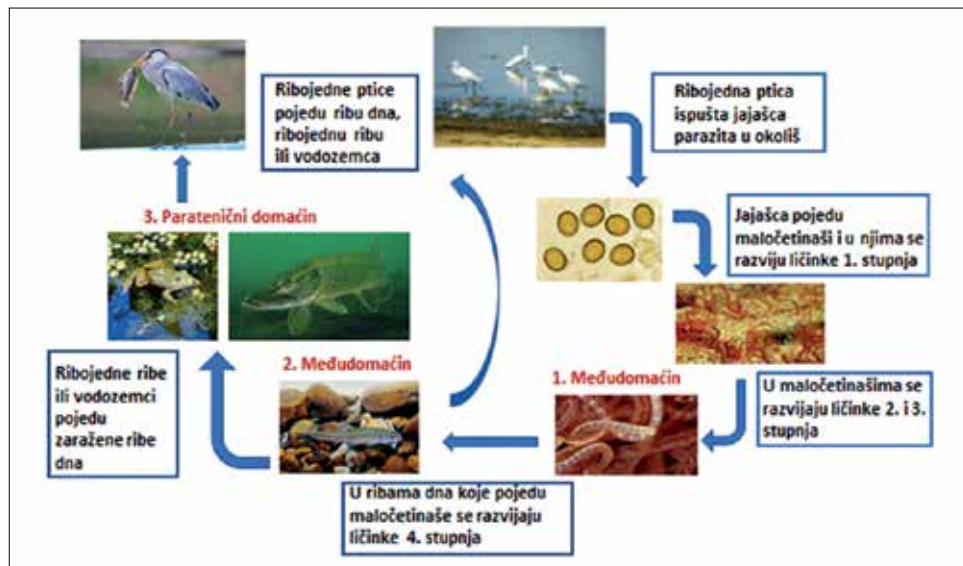 Ribojedne ptice
pojedu ribu dna,
ribojednu ribu
ili vodozemca
Ribojedna ptica
ispušta jajašca
parazita u okoliš
Jajašca pojedu
maločetinaši i u njima se
razviju ličinke 1. stupnja
U maločetinašima se
razvijaju ličinke 2. i 3.
stupnja
1. Međudomaćin
U ribama dna koje pojedu
maločetinaše se razvijaju
ličinke 4. stupnja
2. Međudomaćin
Ribojedne ribe
ili vodozemci
pojedu
zaražene ribe
dna
3. Paratenični domaćin